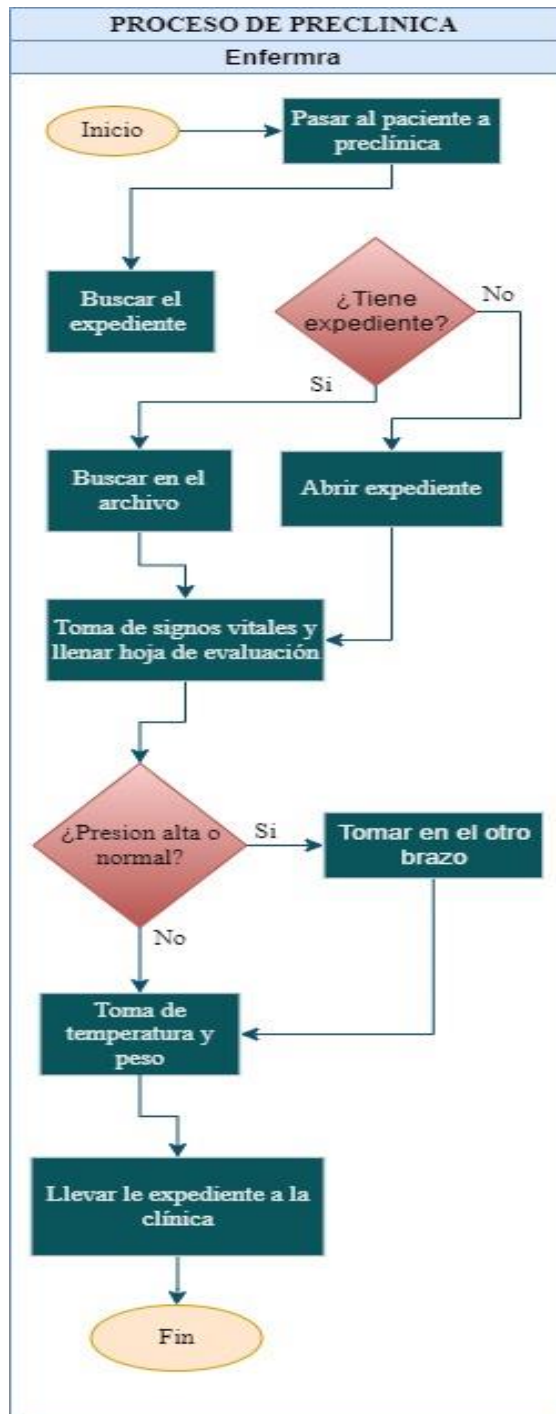 PROCESO DE PRECLINICA
Enfermra
Inicio
Pasar al paciente a
preclínica
Buscar el
expediente
¿Tiene
expediente?
No
Si
Buscar en el
archivo
Abrir expediente
Toma de signos vitales y
llenar hoja de evaluación
¿Presion alta o
normal?
Si
Tomar en el otro
brazo
No
Toma de
temperatura y
peso
Llevar le expediente a la
clínica
Fin